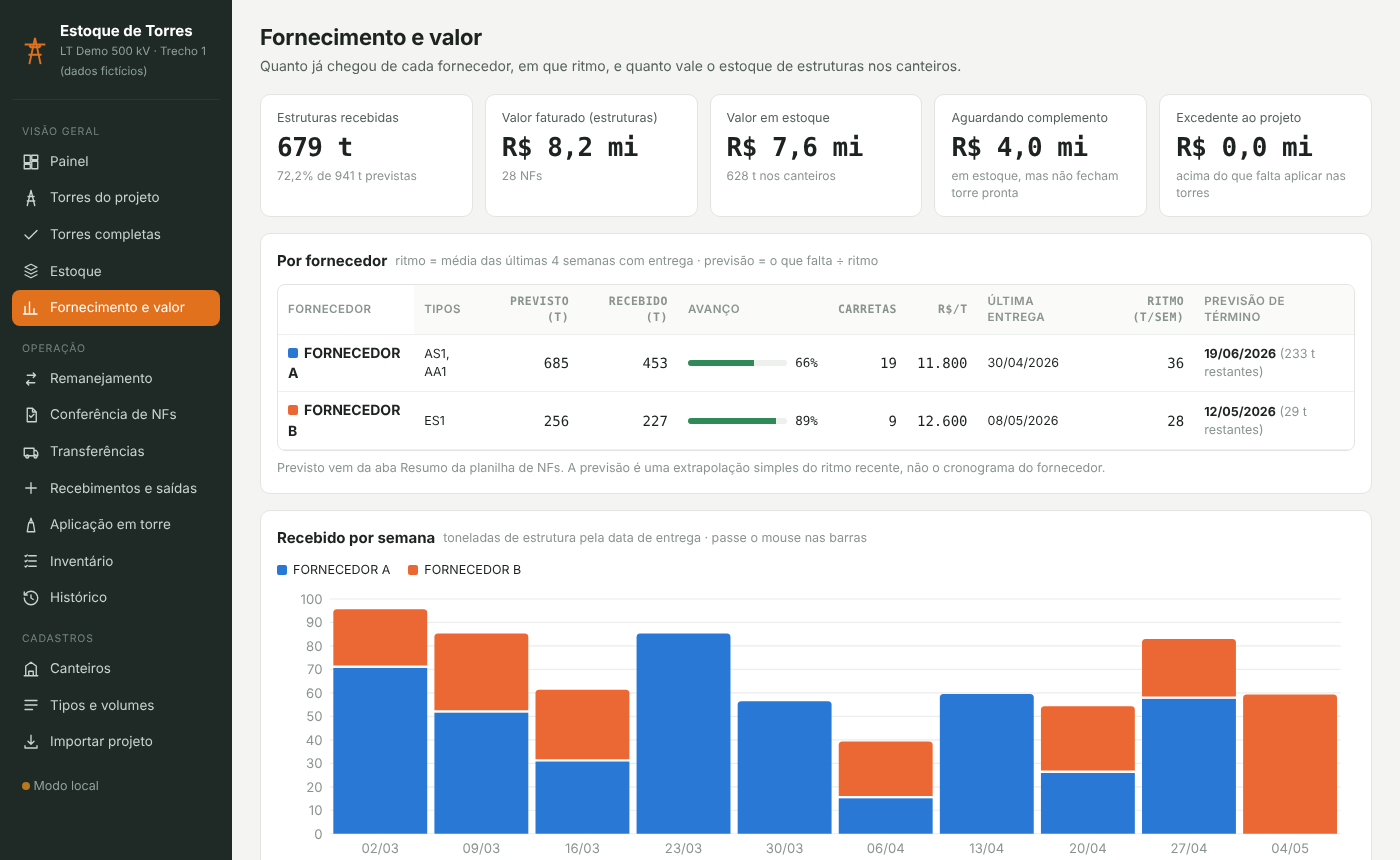 Estoque de Torres
LT Demo 500 kV · Trecho 1
(dados fictícios)
VISÃO GERAL
Painel
Torres do projeto
Torres completas
Estoque
Fornecimento e valor
OPERAÇÃO
Remanejamento
Conferência de NFs
Transferências
Recebimentos e saídas
Aplicação em torre
Inventário
Histórico
CADASTROS
Canteiros
Tipos e volumes
Importar projeto
Modo local
Fornecimento e valor
Quanto já chegou de cada fornecedor, em que ritmo, e quanto vale o estoque de estruturas nos canteiros.
Estruturas recebidas
679 t
72,2% de 941 t previstas
Valor faturado (estruturas)
R$ 8,2 mi
28 NFs
Valor em estoque
R$ 7,6 mi
628 t nos canteiros
Aguardando complemento
R$ 4,0 mi
em estoque, mas não fecham
torre pronta
Excedente ao projeto
R$ 0,0 mi
acima do que falta aplicar nas
torres
Por fornecedor ritmo = média das últimas 4 semanas com entrega · previsão = o que falta ÷ ritmo
FORNECEDOR TIPOS PREVISTO (T) RECEBIDO (T) AVANÇO CARRETAS R$/T ÚLTIMA ENTREGA RITMO (T/SEM) PREVISÃO DE TÉRMINO
FORNECEDOR A AS1, AA1 685 453 66% 19 11.800 30/04/2026 36 19/06/2026 (233 t restantes)
FORNECEDOR B ES1 256 227 89% 9 12.600 08/05/2026 28 12/05/2026 (29 t restantes)
Previsto vem da aba Resumo da planilha de NFs. A previsão é uma extrapolação simples do ritmo recente, não o cronograma do fornecedor.
Recebido por semana toneladas de estrutura pela data de entrega · passe o mouse nas barras
FORNECEDOR A FORNECEDOR B
100
90
80
70
60
50
40
30
20
10
0
02/03 09/03 16/03 23/03 30/03 06/04 13/04 20/04 27/04 04/05